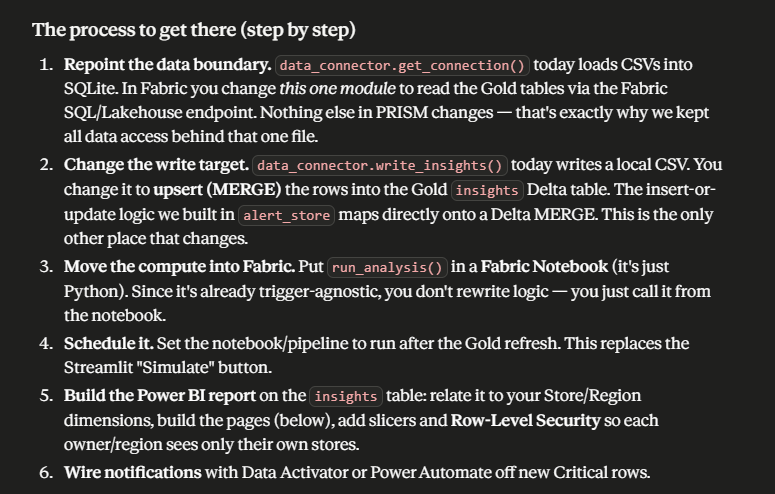 The process to get there (step by step)
1. Repoint the data boundary. data_connector.get_connection() today loads CSVs into
SQLite. In Fabric you change this one module to read the Gold tables via the Fabric
SQL/Lakehouse endpoint. Nothing else in PRISM changes — that's exactly why we kept
all data access behind that one file.
2. Change the write target. data_connector.write_insights() today writes a local CSV. You
change it to upsert (MERGE) the rows into the Gold insights Delta table. The insert-or-
update logic we built in alert_store maps directly onto a Delta MERGE. This is the only
other place that changes.
3. Move the compute into Fabric. Put run_analysis() in a Fabric Notebook (it's just
Python). Since it's already trigger-agnostic, you don't rewrite logic — you just call it from
the notebook.
4. Schedule it. Set the notebook/pipeline to run after the Gold refresh. This replaces the
Streamlit "Simulate" button.
5. Build the Power BI report on the insights table: relate it to your Store/Region
dimensions, build the pages (below), add slicers and Row-Level Security so each
owner/region sees only their own stores.
6. Wire notifications with Data Activator or Power Automate off new Critical rows.